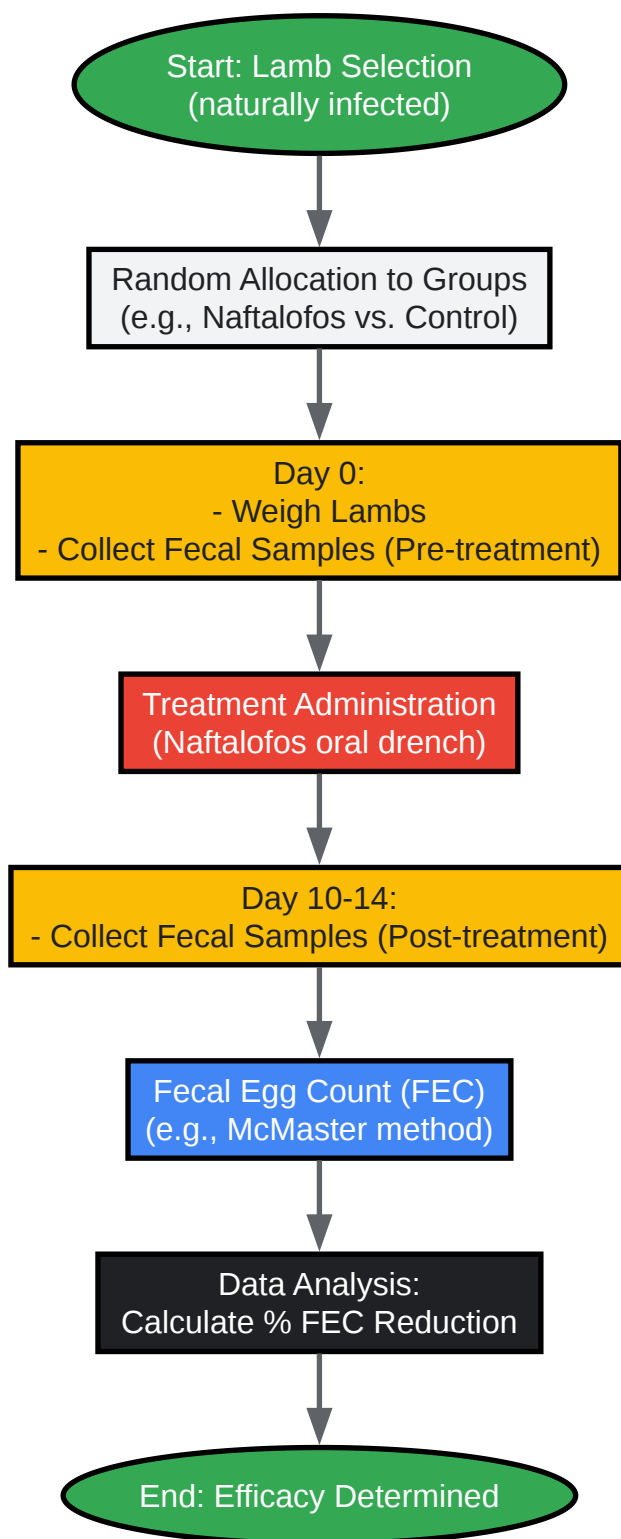 Start: Lamb Selection
(naturally infected)
Random Allocation to Groups
(e.g., Naftalofos vs. Control)
Day 0:
- Weigh Lambs
- Collect Fecal Samples (Pre-treatment)
Treatment Administration
(Naftalofos oral drench)
Day 10-14:
- Collect Fecal Samples (Post-treatment)
Fecal Egg Count (FEC)
(e.g., McMaster method)
Data Analysis:
Calculate % FEC Reduction
End: Efficacy Determined